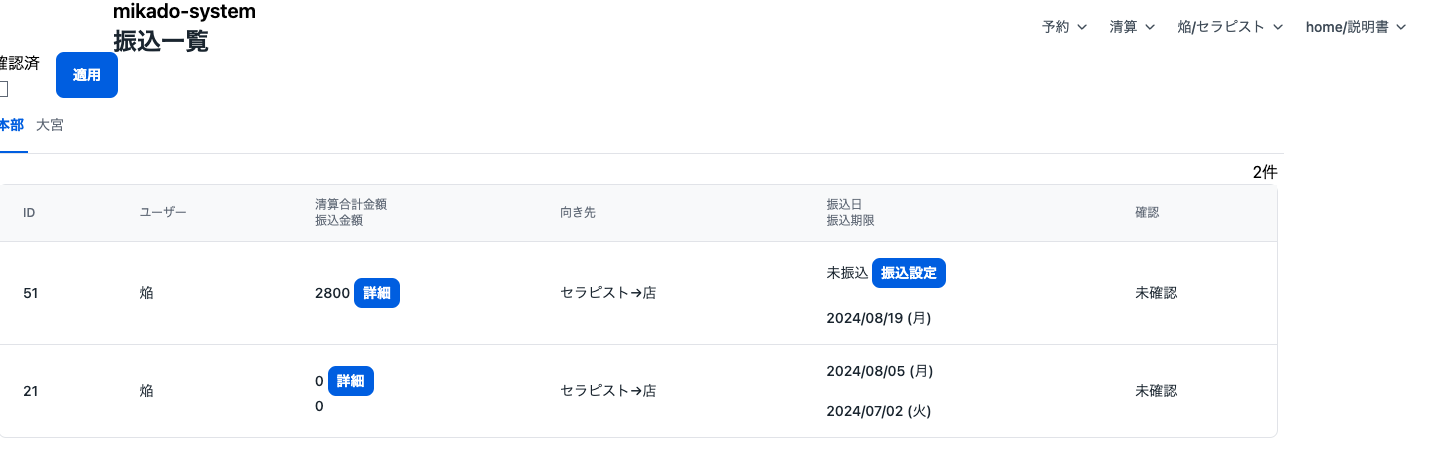 mikado-system
振込一覧
予約 清算 焔/セラピスト home/説明書
確認済
適用
本部 大宮
2件
ID ユーザー 清算合計金額 向き先 振込日 確認
振込金額 振込期限
51 焔 2800 詳細 セラピスト→店 未振込 振込設定 未確認
2024/08/19 (月)
21 焔 0 詳細 セラピスト→店 2024/08/05 (月) 未確認
0 2024/07/02 (火)